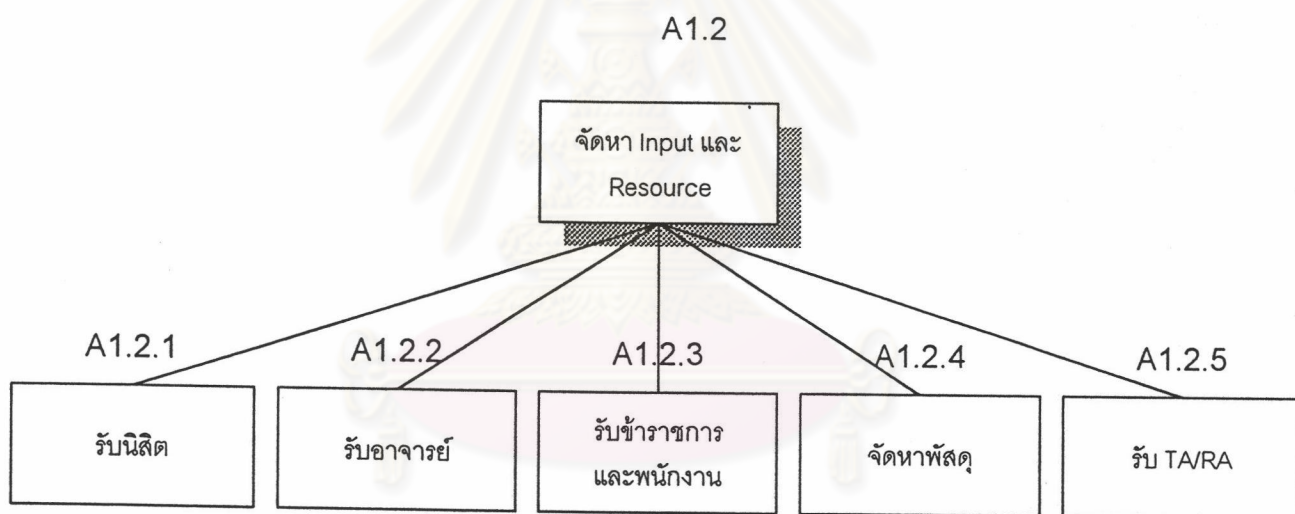 A1.2
จัดหา Input และ
Resource
A1.2.1
A1.2.2
A1.2.3
A1.2.4
A1.2.5
รับนิสิต
รับอาจารย์
รับข้าราชการ
และพนักงาน
จัดหาพัสดุ
รับ TA/RA